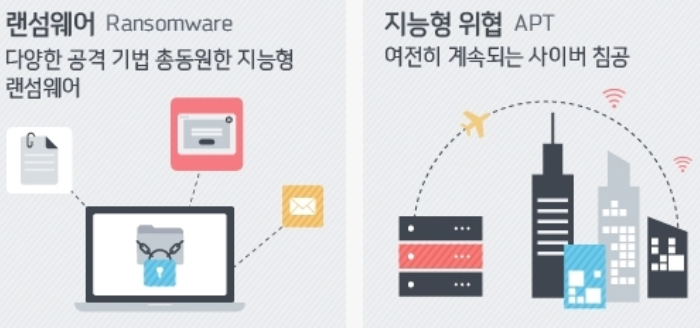 랜섬웨어 Ransomware
다양한 공격 기법 총동원한 지능형
랜섬웨어
지능형 위협 APT
여전히 계속되는 사이버 침공